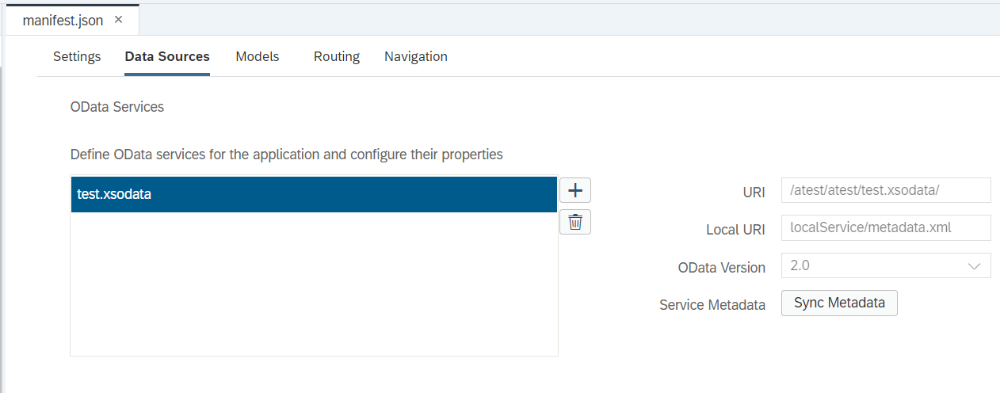 manifest.json ×
Settings Data Sources Models Routing Navigation
OData Services
Define OData services for the application and configure their properties
test.xsodata
URI /atest/atest/test.xsodata/
Local URI localService/metadata.xml
OData Version 2.0
Service Metadata Sync Metadata